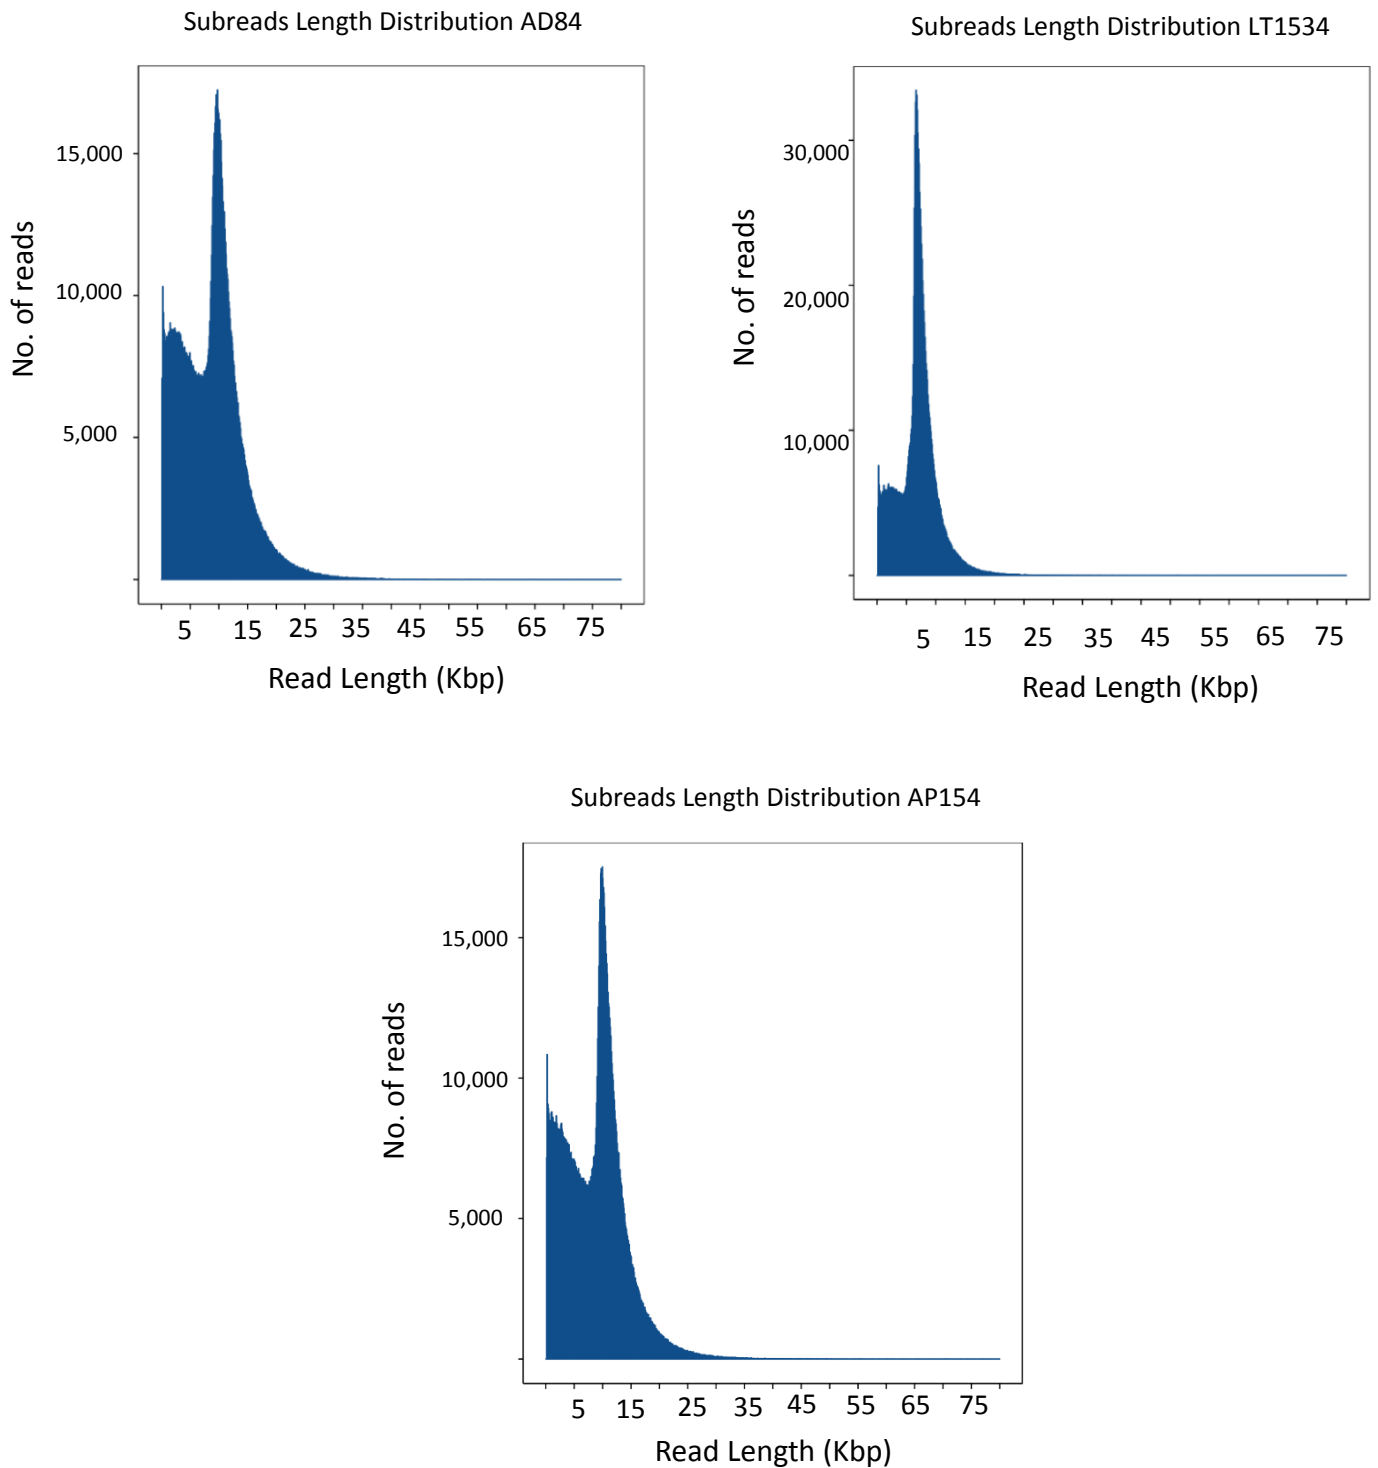 Subreads Length Distribution AD84
15,000
10,000
5,000
No. of reads
5 15 25 35 45 55 65 75
Read Length (Kbp)
Subreads Length Distribution LT1534
30,000
20,000
10,000
No. of reads
5 15 25 35 45 55 65 75
Read Length (Kbp)
Subreads Length Distribution AP154
15,000
10,000
5,000
No. of reads
5 15 25 35 45 55 65 75
Read Length (Kbp)